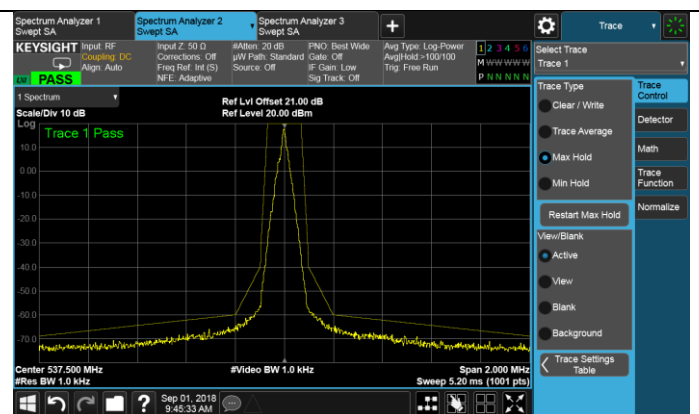 Spectrum Analyzer 1
Swept SA
Spectrum Analyzer 2
Swept SA
Spectrum Analyzer 3
Swept SA
+
Trace
KEYSIGHT
Input: RF
Coupling: DC
Align: Auto
Input Z: 50 Ω
Corrections: Off
Freq Ref: Int (S)
NFE: Adaptive
#Atten: 20 dB
µW Path: Standard
Source: Off
PNO: Best Wide
Gate: Off
IF Gain: Low
Sig Track: Off
Avg Type: Log-Power
Avg|Hold:>100/100
Trig: Free Run
1 2 3 4 5 6
M W W W W W
P N N N N N
LXI
PASS
Select Trace
Trace 1
1 Spectrum
Scale/Div 10 dB
Ref Lvl Offset 21.00 dB
Ref Level 20.00 dBm
Log
Trace 1 Pass
10.0
0.00
-10.0
-20.0
-30.0
-40.0
-50.0
-60.0
-70.0
Center 537.500 MHz
#Res BW 1.0 kHz
#Video BW 1.0 kHz
Span 2.000 MHz
Sweep 5.20 ms (1001 pts)
Trace Type
Clear / Write
Trace Average
Max Hold
Min Hold
Restart Max Hold
View/Blank
Active
View
Blank
Background
Trace Settings
Table
Trace
Control
Detector
Math
Trace
Function
Normalize
?
Sep 01, 2018
9:45:33 AM